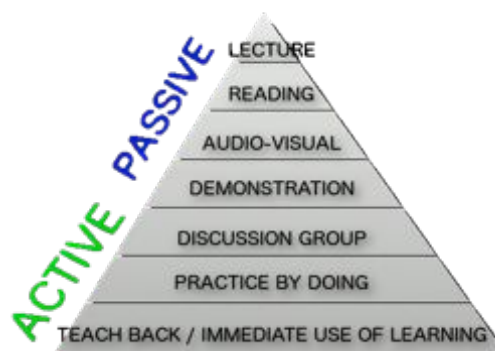 LECTURE
READING
AUDIO-VISUAL
DEMONSTRATION
DISCUSSION GROUP
PRACTICE BY DOING
TEACH BACK / IMMEDIATE USE OF LEARNING
PASSIVE
ACTIVE